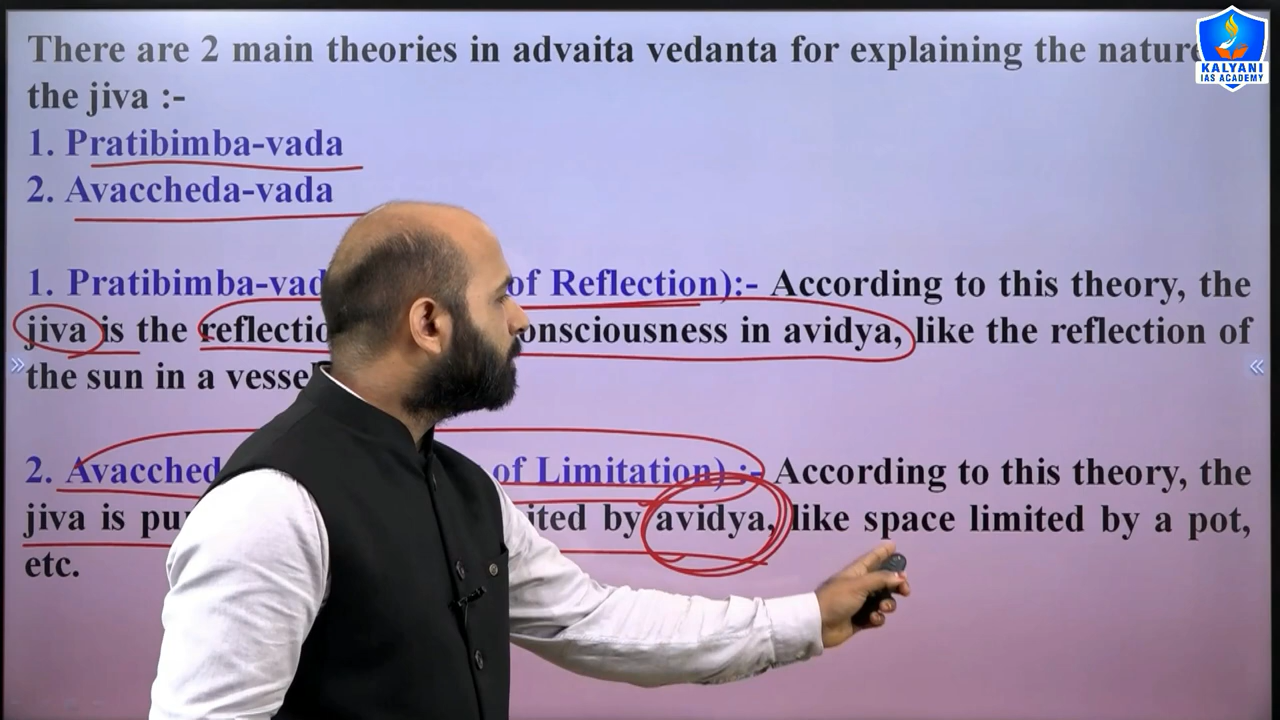 There are 2 main theories in advaita vedanta for explaining the nature
the jiva :-
1. Pratibimba-vada
2. Avaccheda-vada
1. Pratibimba-vad of Reflection):- According to this theory, the
jiva is the reflectio onsciousness in avidya, like the reflection of
the sun in a vessel
2. Avacched of Limitation) :- According to this theory, the
jiva is pur ited by avidya, like space limited by a pot,
etc.
KALYANI
IAS ACADEMY